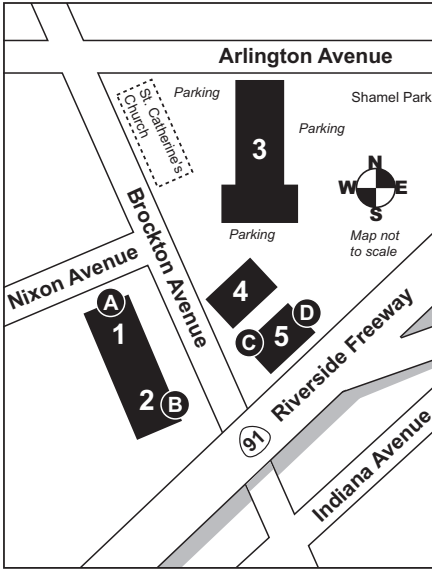 Arlington Avenue
Parking
Shamel Park
St. Catherine's
Church
Parking
3
N
W E
S
Parking
Map not
to scale
Brockton Avenue
Nixon Avenue
4
A
1
D
C
5
2
B
Riverside Freeway
91
Indiana Avenue